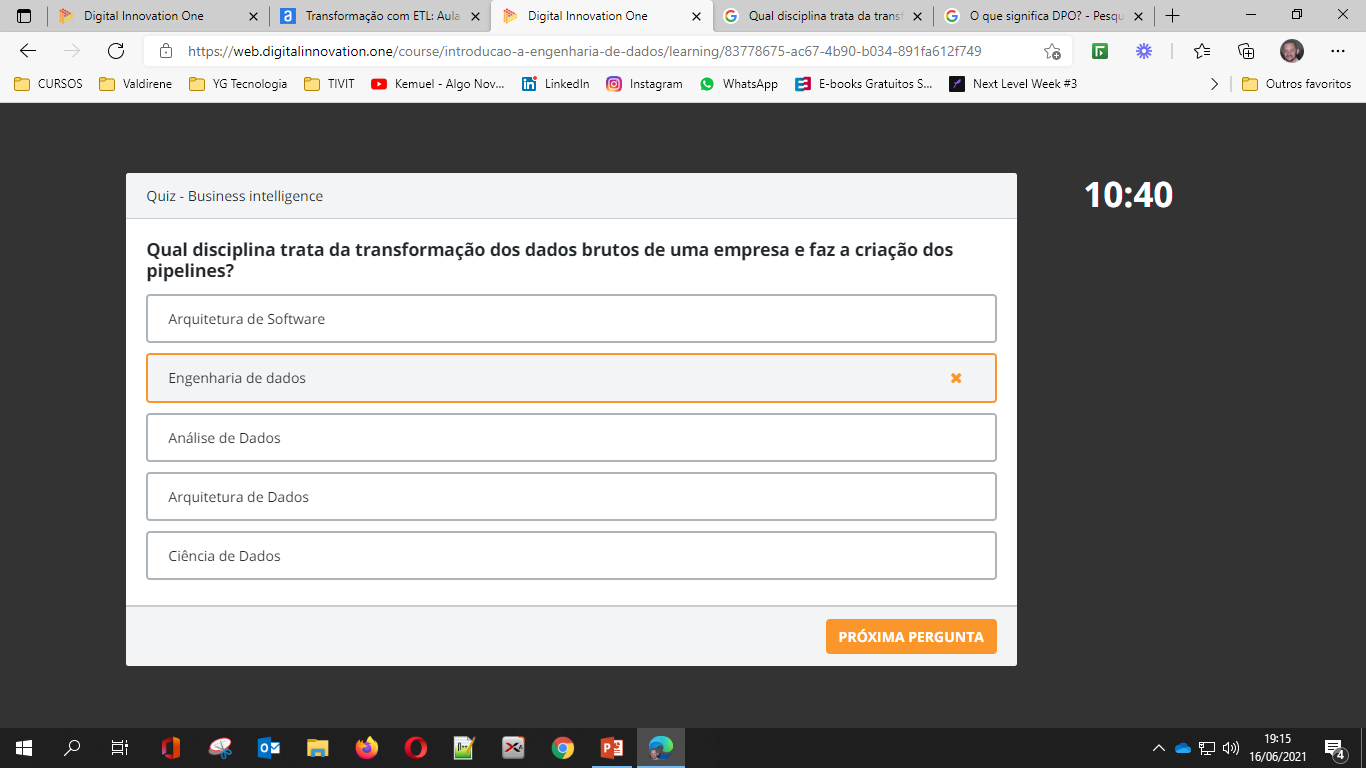 Digital Innovation One
Transformação com ETL: Aula
Digital Innovation One
Qual disciplina trata da transf
O que significa DPO? - Pesqu
https://web.digitalinnovation.one/course/introducao-a-engenharia-de-dados/learning/83778675-ac67-4b90-b034-891fa612f749
CURSOS
Valdirene
YG Tecnologia
TIVIT
Kemuel - Algo Nov...
LinkedIn
Instagram
WhatsApp
E-books Gratuitos S...
Next Level Week #3
Outros favoritos
Quiz - Business intelligence
10:40
Qual disciplina trata da transformação dos dados brutos de uma empresa e faz a criação dos
pipelines?
Arquitetura de Software
Engenharia de dados
Análise de Dados
Arquitetura de Dados
Ciência de Dados
PRÓXIMA PERGUNTA
19:15
16/06/2021
4